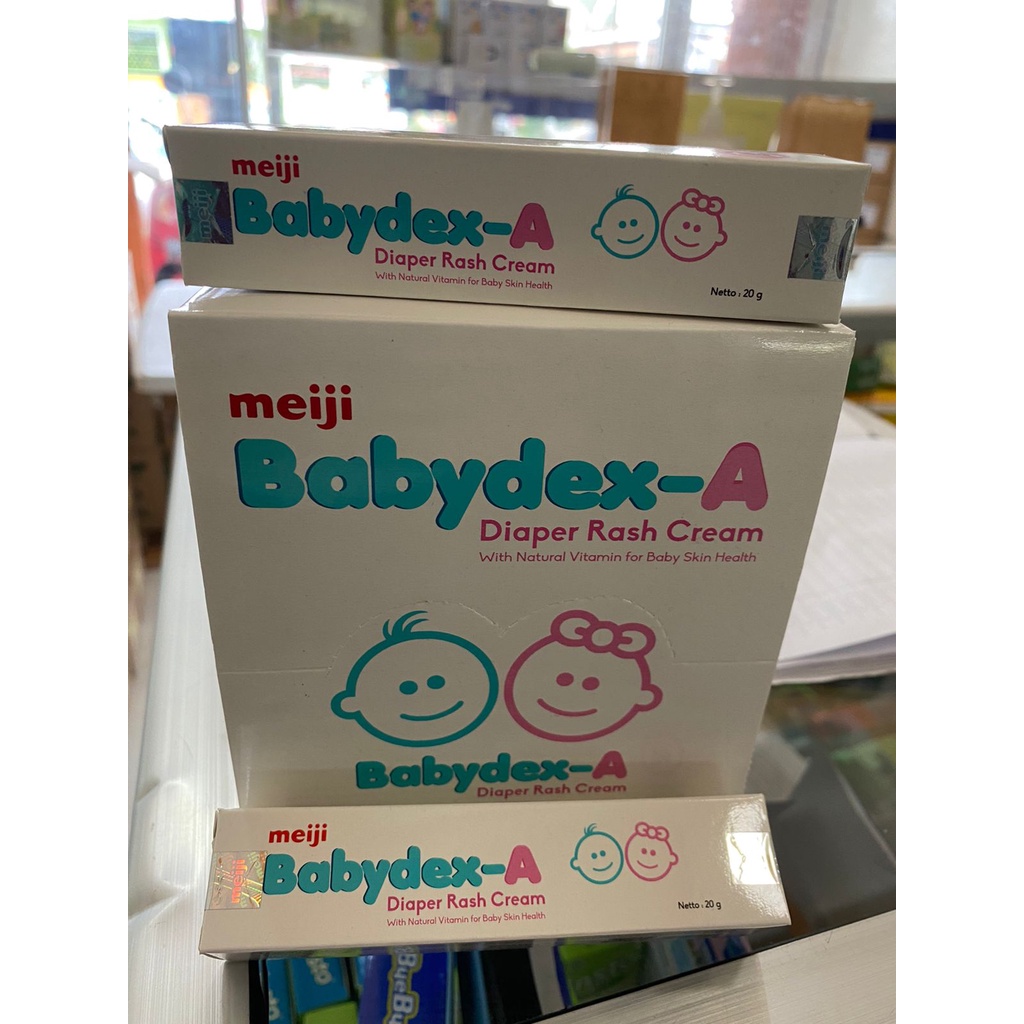 meiji
Babydex-A
Diaper Rash Cream
With Natural Vitamin for Baby Skin Health
Netto : 20 g
meiji
meiji
Babydex-A
Diaper Rash Cream
With Natural Vitamin for Baby Skin Health
Babydex-A
Diaper Rash Cream
meiji
Babydex-A
Diaper Rash Cream
With Natural Vitamin for Baby Skin Health
Netto : 20 g
meiji